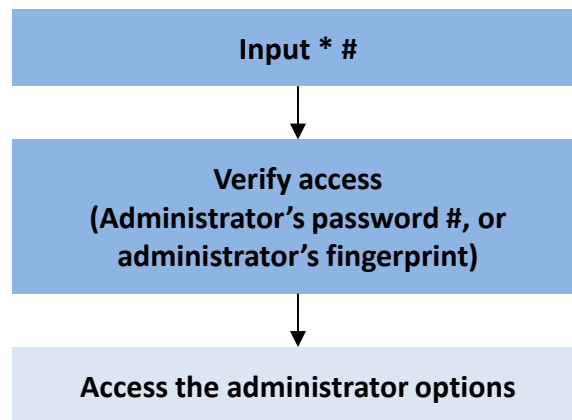 Input * #
Verify access
(Administrator’s password #, or
administrator’s fingerprint)
Access the administrator options